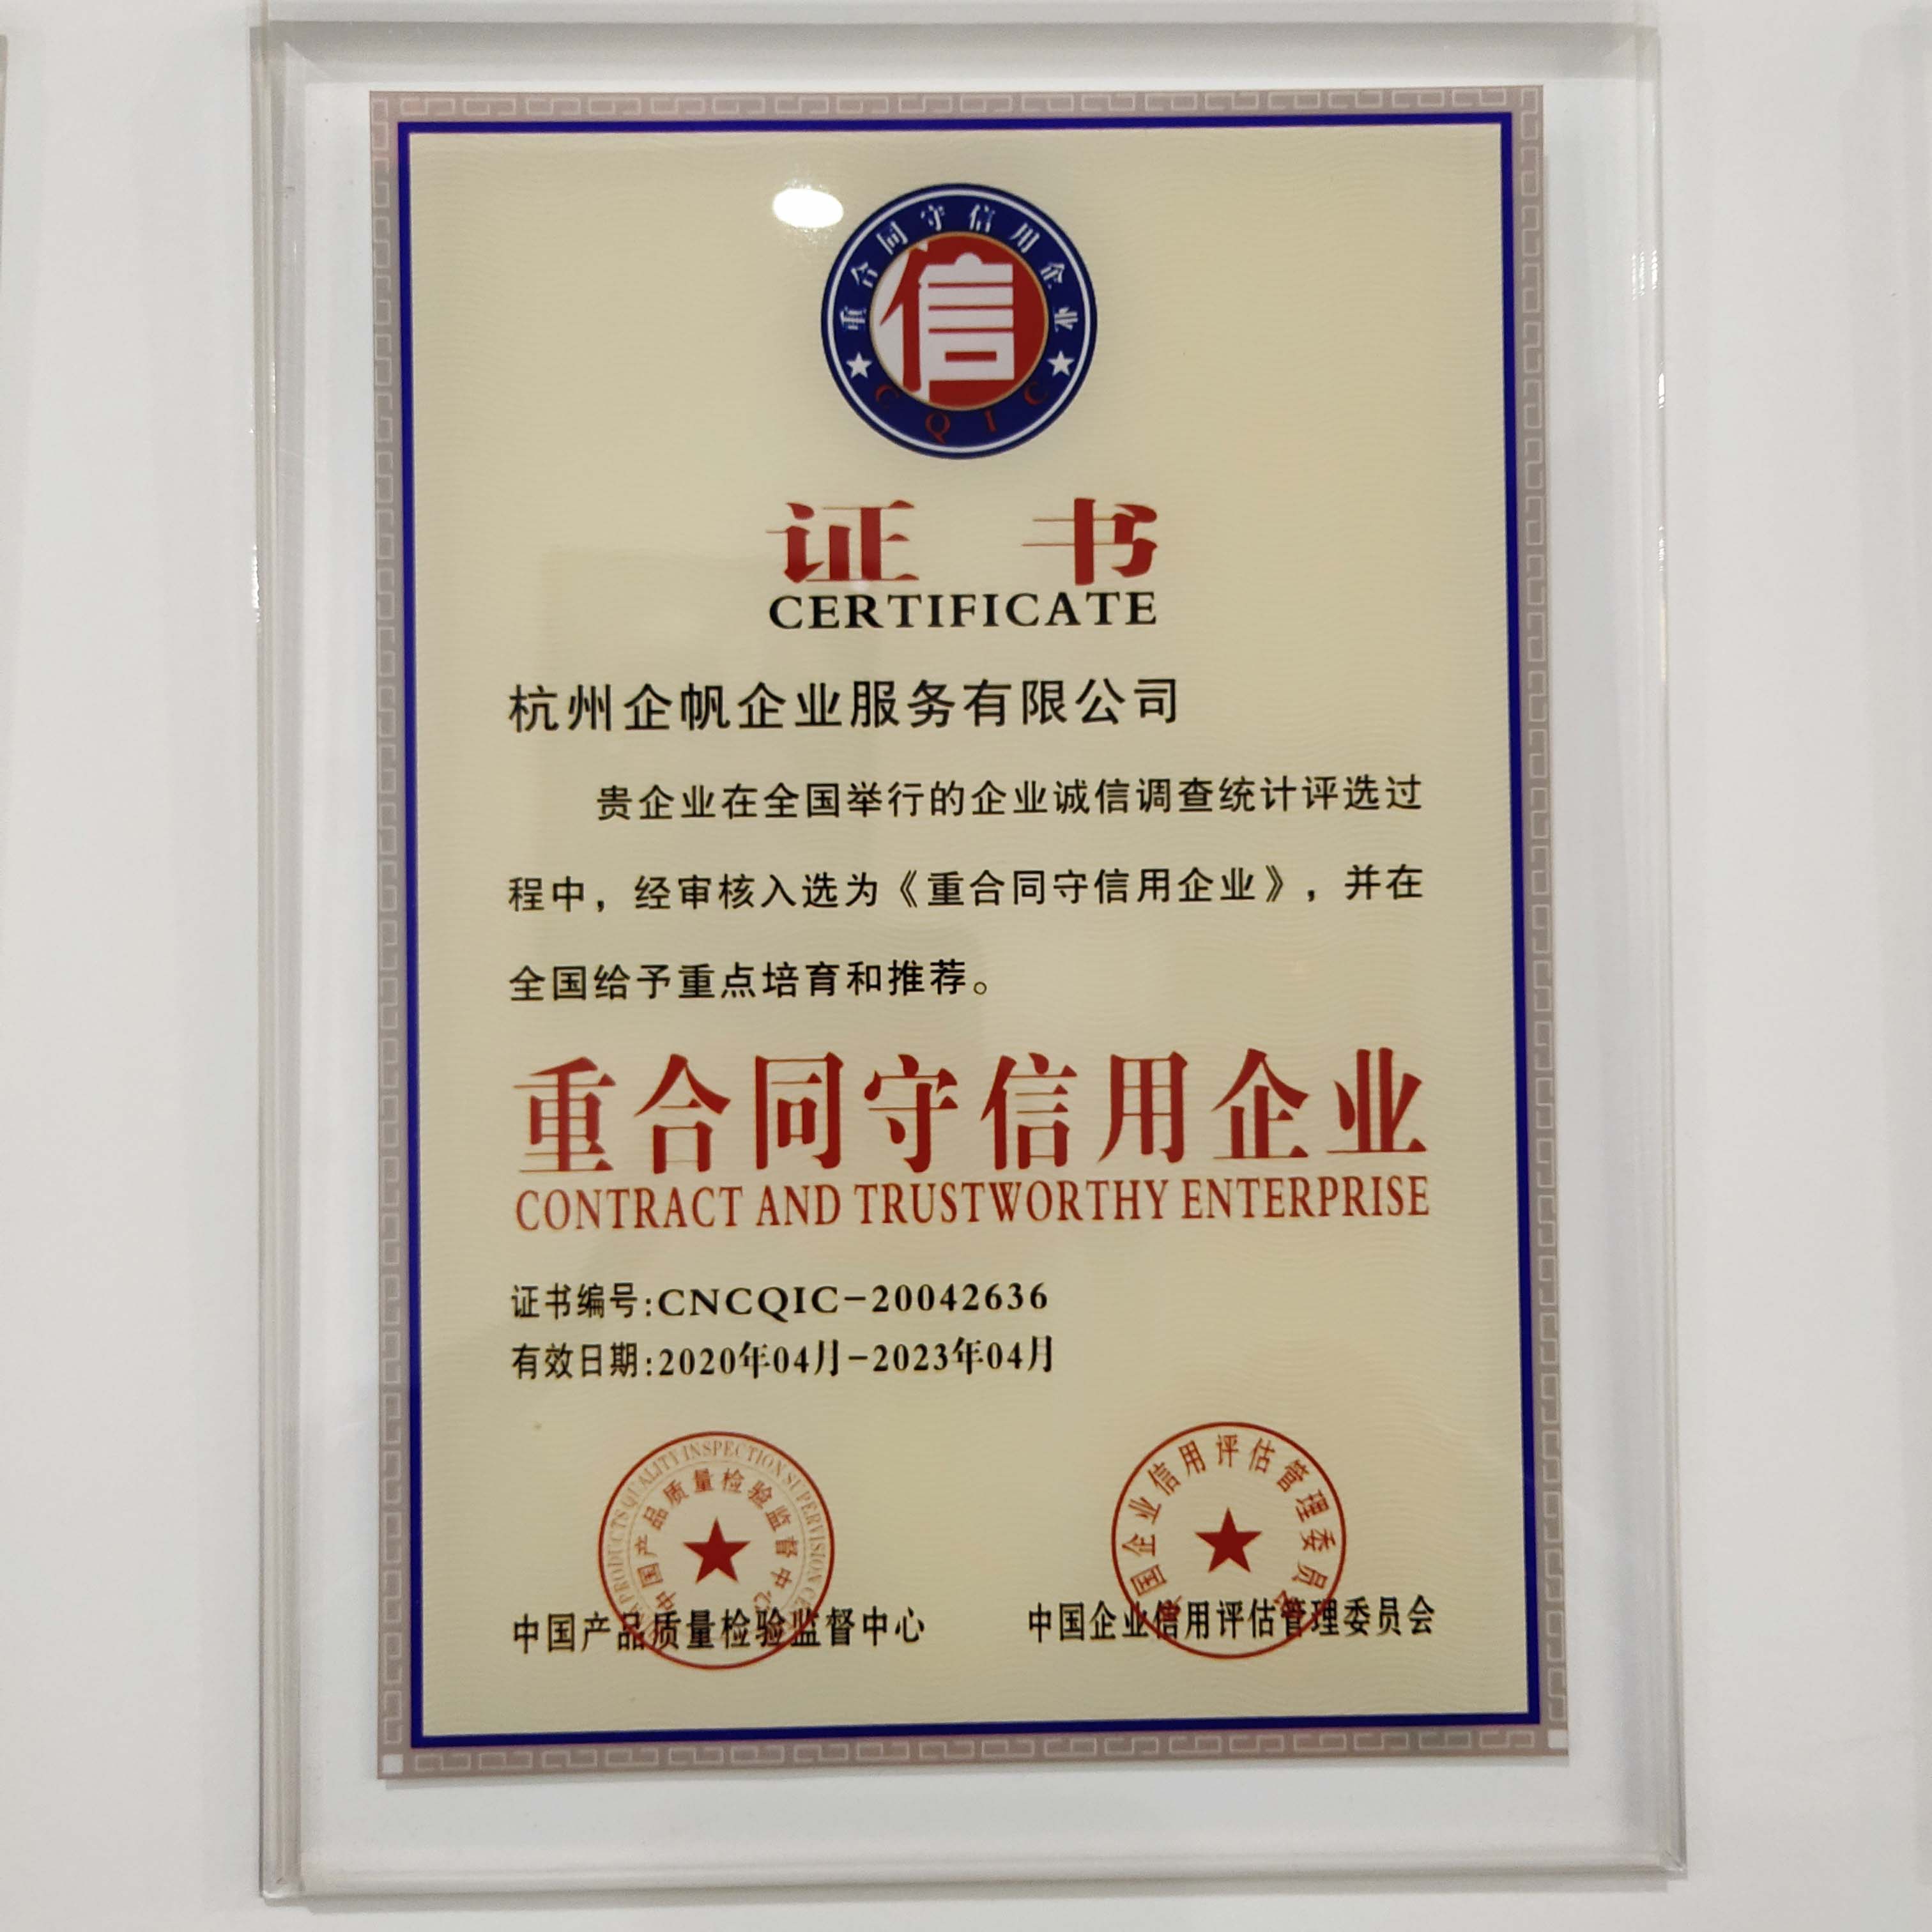 重合同守信用企业
信
CQIC
证 书
CERTIFICATE
杭州企帆企业服务有限公司
贵企业在全国举行的企业诚信调查统计评选过
程中，经审核入选为《重合同守信用企业》，并在
全国给予重点培育和推荐。
重合同守信用企业
CONTRACT AND TRUSTWORTHY ENTERPRISE
证书编号:CNCQIC-20042636
有效日期:2020年04月-2023年04月
PRODUCTS QUALITY INSPECTION SUPERVISION
中国产品质量检验监督中心
国企业信用评估管理委员会
中国产品质量检验监督中心
中国企业信用评估管理委员会